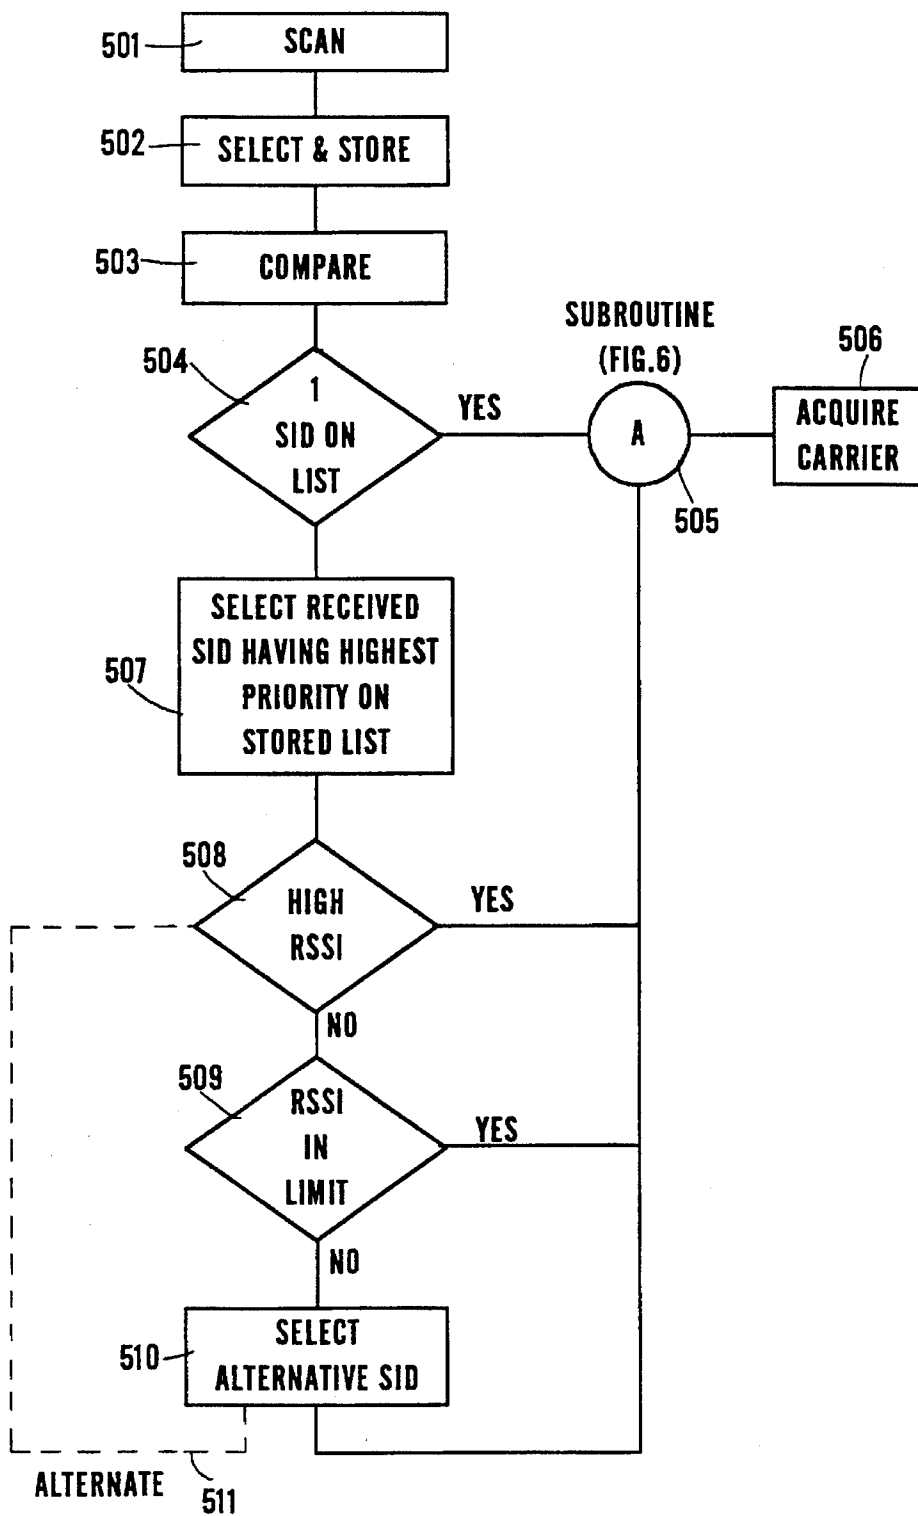 501
SCAN
502
SELECT & STORE
503
COMPARE
504
1
SID ON
LIST
YES
SUBROUTINE
(FIG.6)
A
505
506
ACQUIRE
CARRIER
507
SELECT RECEIVED
SID HAVING HIGHEST
PRIORITY ON
STORED LIST
508
HIGH
RSSI
YES
NO
509
RSSI
IN
LIMIT
YES
NO
510
SELECT
ALTERNATIVE SID
ALTERNATE
511